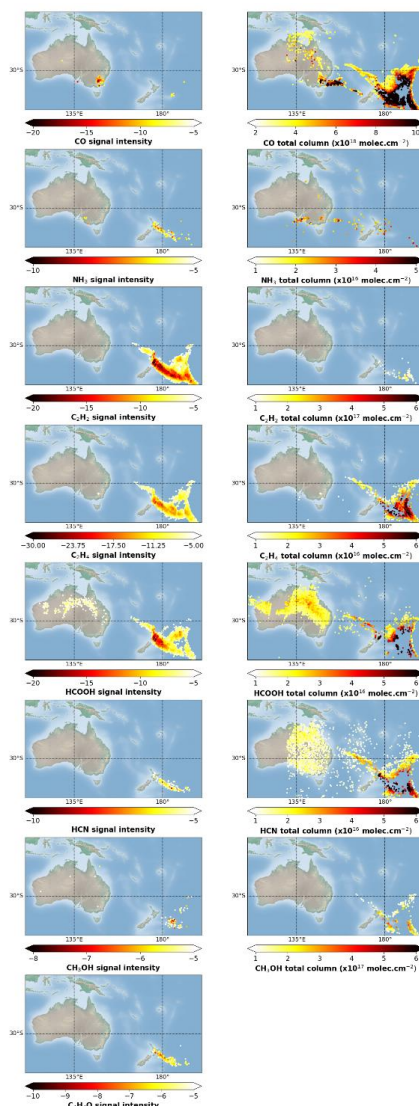 30°S
30°S
135°E 180°
135°E 180°
−20 −15 −10 −5
2 4 6 8 10
CO signal intensity
CO total column (x10¹⁸ molec.cm⁻²)
30°S
30°S
135°E 180°
135°E 180°
−10 −5
1 2 3 4 5
NH₃ signal intensity
NH₃ total column (x10¹⁶ molec.cm⁻²)
30°S
30°S
135°E 180°
135°E 180°
−20 −15 −10 −5
1 2 3 4 5 6
C₂H₂ signal intensity
C₂H₂ total column (x10¹⁷ molec.cm⁻²)
30°S
30°S
135°E 180°
135°E 180°
−30.00 −23.75 −17.50 −11.25 −5.00
1 2 3 4 5 6
C₂H₄ signal intensity
C₂H₄ total column (x10¹⁶ molec.cm⁻²)
30°S
30°S
135°E 180°
135°E 180°
−20 −15 −10 −5
1 2 3 4 5 6
HCOOH signal intensity
HCOOH total column (x10¹⁶ molec.cm⁻²)
30°S
30°S
135°E 180°
135°E 180°
−10 −5
1 2 3 4 5 6
HCN signal intensity
HCN total column (x10¹⁶ molec.cm⁻²)
30°S
30°S
135°E 180°
135°E 180°
−8 −7 −6 −5
1 2 3 4 5 6
CH₃OH signal intensity
CH₃OH total column (x10¹⁷ molec.cm⁻²)
30°S
135°E 180°
−10 −9 −8 −7 −6 −5
signal intensity